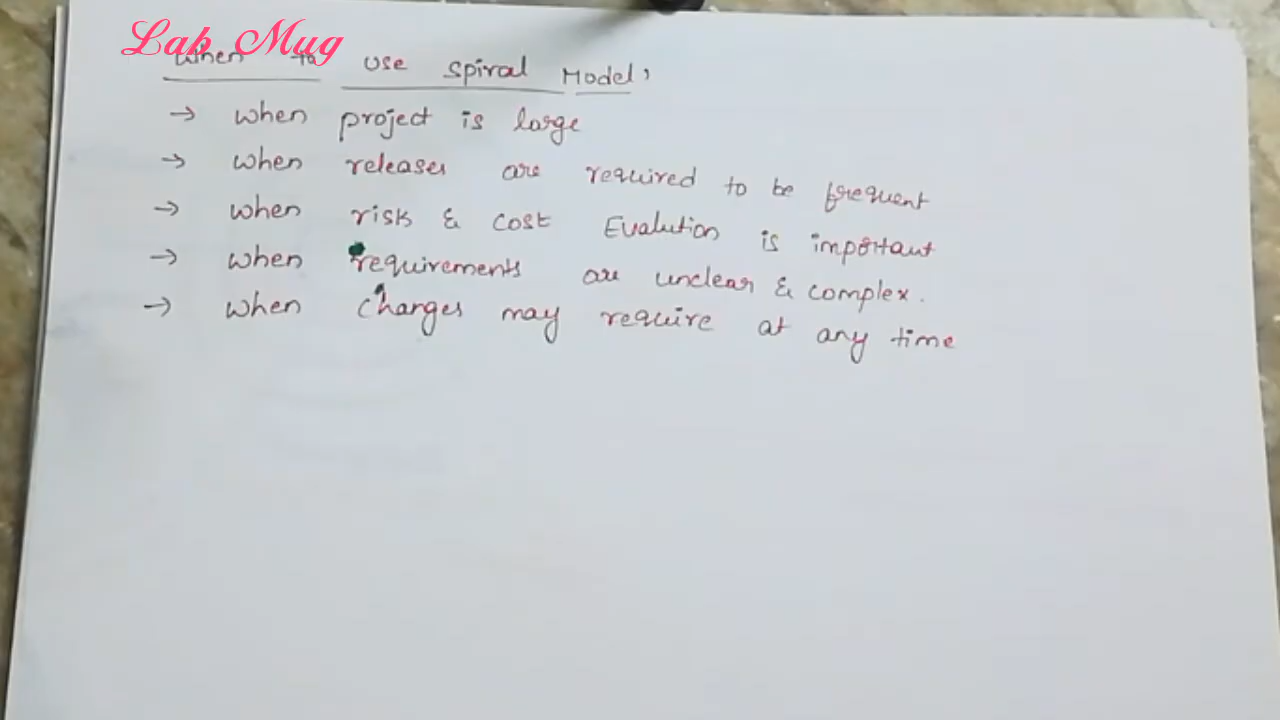 Lab Mug
When to use spiral Model,
→ when project is large
→ when releases are required to be frequent
→ when risk & cost Evalution is important
→ when requirements are unclear & complex.
→ when changes may require at any time